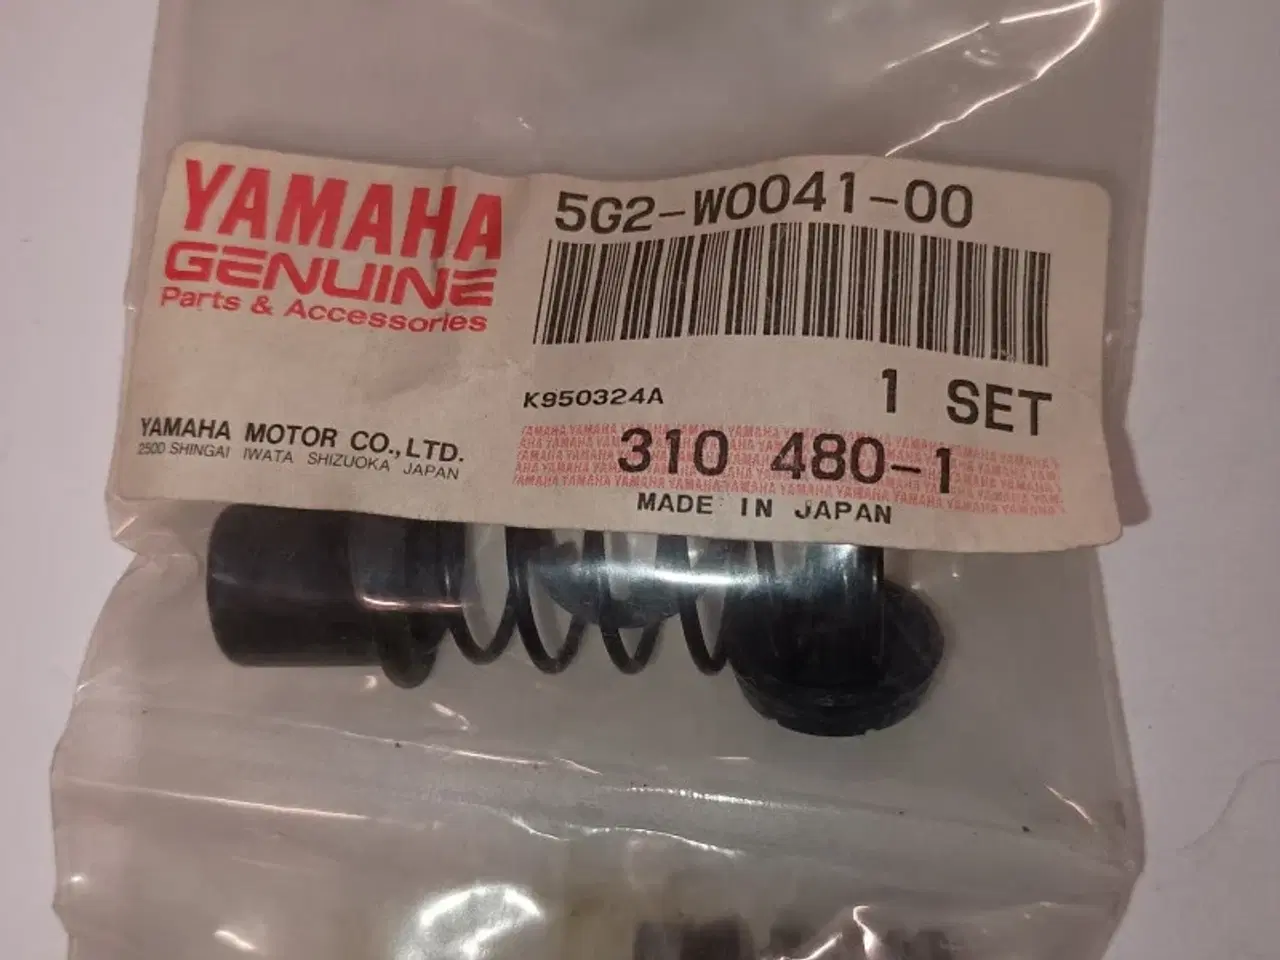 YAMAHA
GENUINE
Parts & Accessories
YAMAHA MOTOR CO., LTD.
2500 SHINGAI IWATA SHIZUOKA JAPAN
5G2-W0041-00
K950324A
1 SET
310 480-1
MADE IN JAPAN